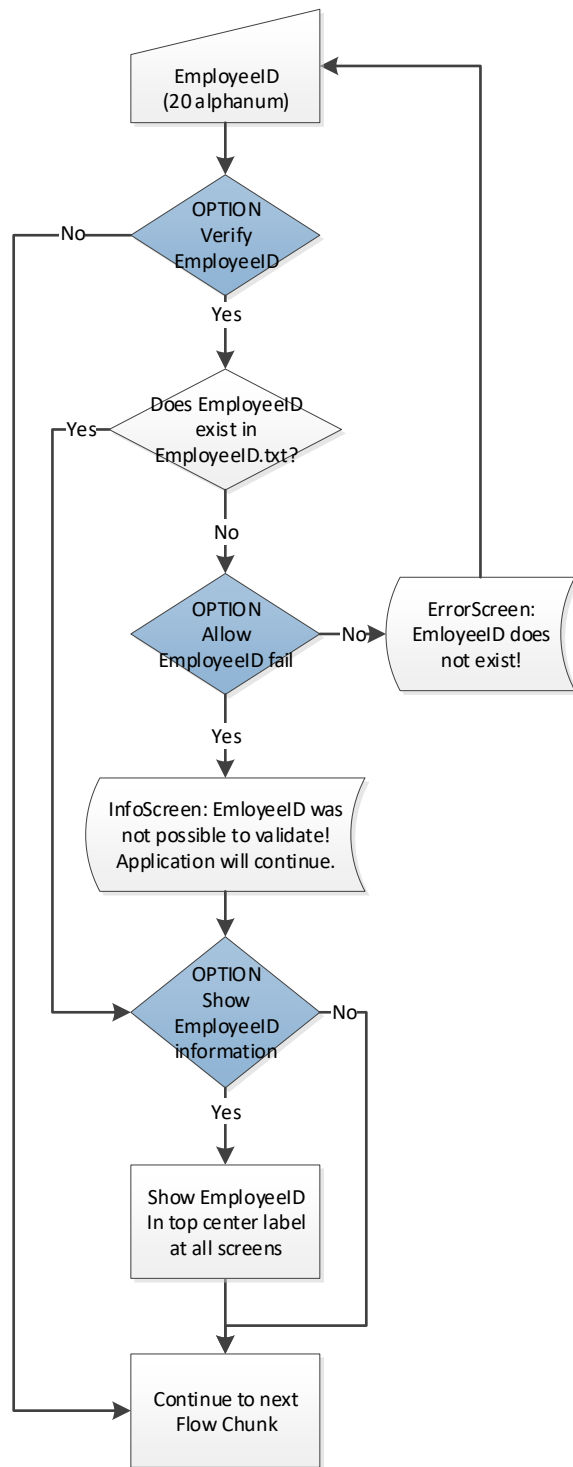 EmployeeID
(20 alphanum)
OPTION
Verify
EmployeeID
No
Yes
Does EmployeeID
exist in
EmployeeID.txt?
Yes
No
OPTION
Allow
EmployeeID fail
No
ErrorScreen:
EmloyeeID does
not exist!
Yes
InfoScreen: EmloyeeID was
not possible to validate!
Application will continue.
OPTION
Show
EmployeeID
information
No
Yes
Show EmployeeID
In top center label
at all screens
Continue to next
Flow Chunk